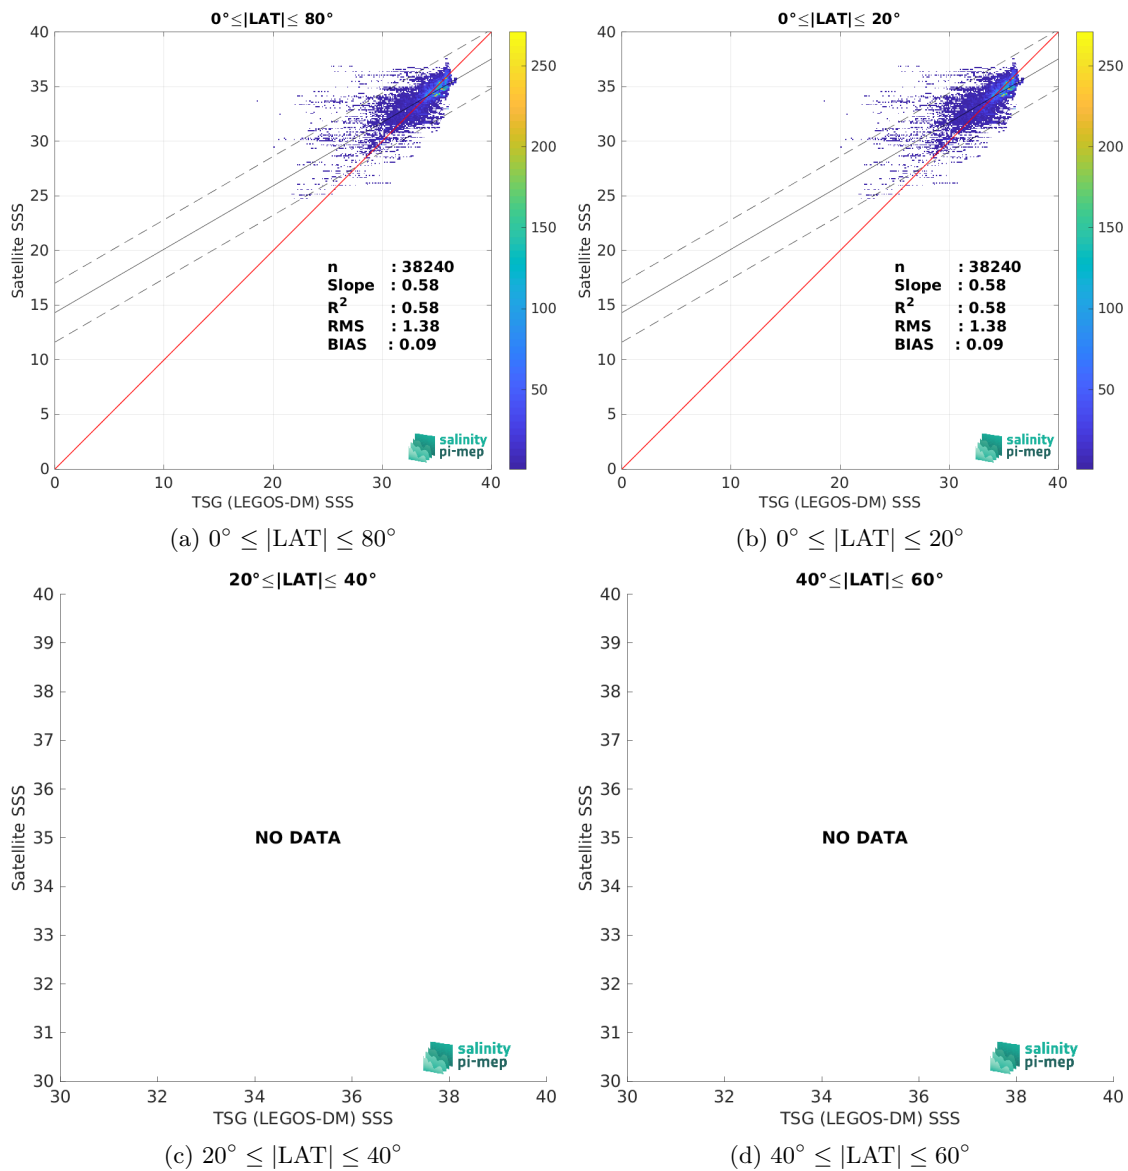 0°≤|LAT|≤ 80°
40
35
30
25
20
15
10
5
0
0
10
20
30
40
Satellite SSS
TSG (LEGOS-DM) SSS
250
200
150
100
50
n : 38240
Slope : 0.58
R² : 0.58
RMS : 1.38
BIAS : 0.09
salinity
pi-mep
(a) 0° ≤ |LAT| ≤ 80°
0°≤|LAT|≤ 20°
40
35
30
25
20
15
10
5
0
0
10
20
30
40
Satellite SSS
TSG (LEGOS-DM) SSS
250
200
150
100
50
n : 38240
Slope : 0.58
R² : 0.58
RMS : 1.38
BIAS : 0.09
salinity
pi-mep
(b) 0° ≤ |LAT| ≤ 20°
20°≤|LAT|≤ 40°
40
39
38
37
36
35
34
33
32
31
30
30
32
34
36
38
40
Satellite SSS
TSG (LEGOS-DM) SSS
NO DATA
salinity
pi-mep
(c) 20° ≤ |LAT| ≤ 40°
40°≤|LAT|≤ 60°
40
39
38
37
36
35
34
33
32
31
30
30
32
34
36
38
40
Satellite SSS
TSG (LEGOS-DM) SSS
NO DATA
salinity
pi-mep
(d) 40° ≤ |LAT| ≤ 60°